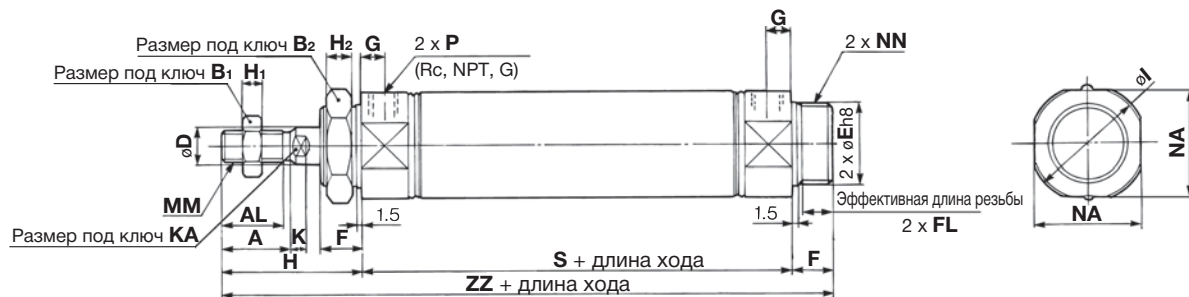 Размер под ключ B2
H2
G
2 x P
(Rc, NPT, G)
G
2 x NN
Размер под ключ B1
H1
øI
øD
2 x øEh8
NA
MM
AL
1.5
1.5
Эффективная длина резьбы
2 x FL
Размер под ключ KA
A
K
F
NA
H
S + длина хода
F
ZZ + длина хода